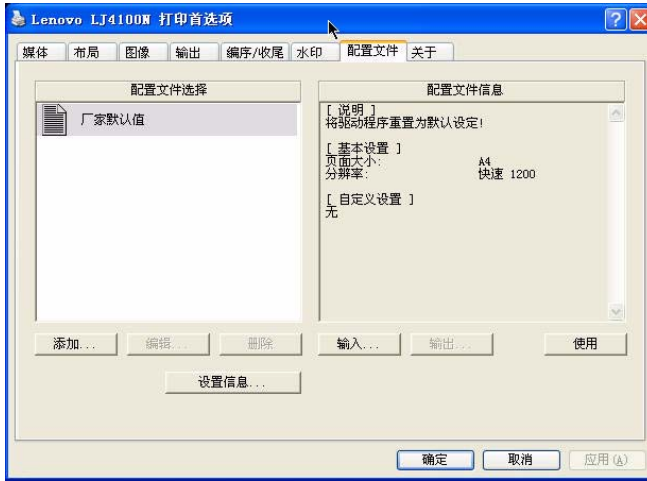 Lenovo LJ4100N 打印首选项
媒体 布局 图像 输出 编序/收尾 水印 配置文件 关于
配置文件选择
厂家默认值
配置文件信息
[ 说明 ]
将驱动程序重置为默认设定!
[ 基本设置 ]
页面大小: A4
分辨率: 快速 1200
[ 自定义设置 ]
无
添加... 编辑... 删除 输入... 输出... 使用
设置信息...
确定 取消 应用(A)